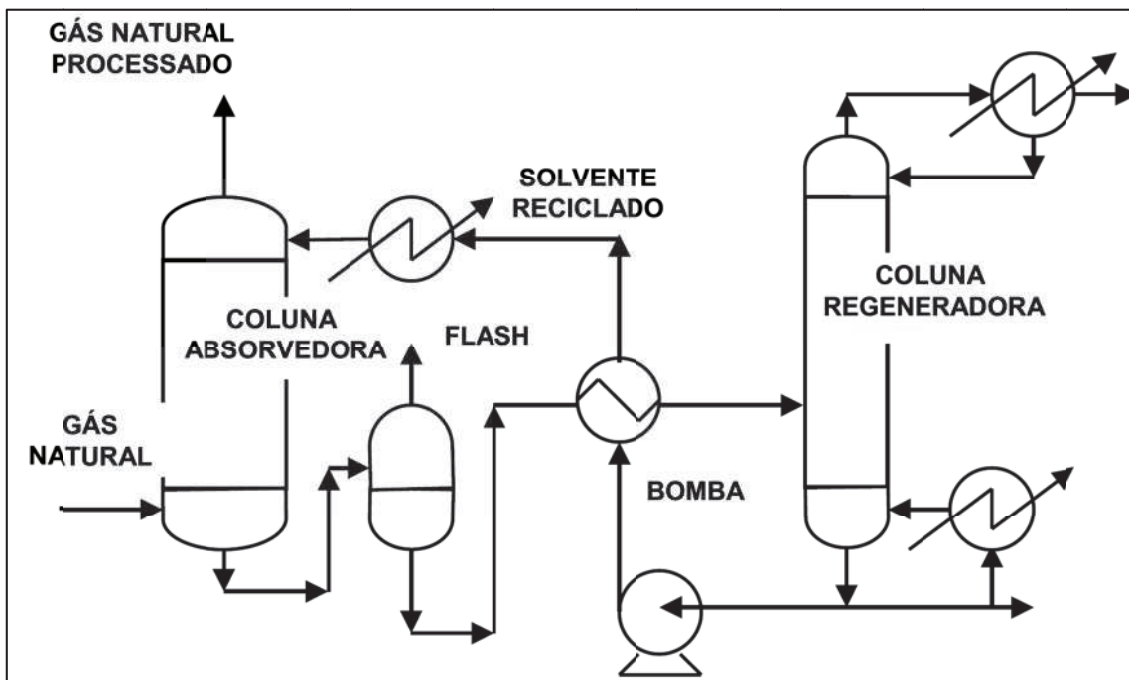 GÁS NATURAL
PROCESSADO
SOLVENTE
RECICLADO
COLUNA
ABSORVEDORA
FLASH
COLUNA
REGENERADORA
GÁS
NATURAL
BOMBA